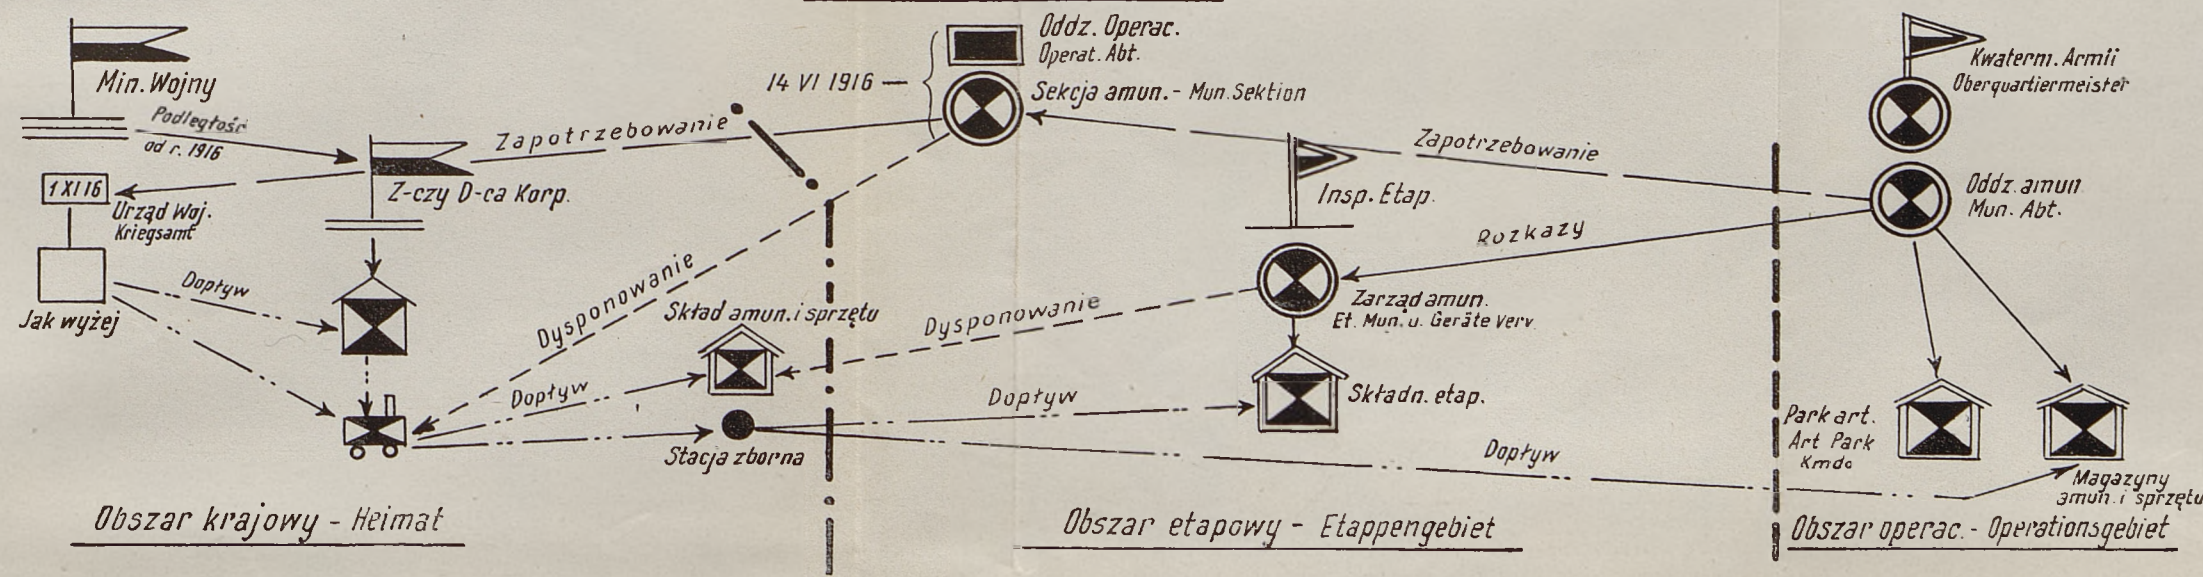 Min. Wojny
Podległość
od r. 1916
1 XI 16
Urząd Woj.
Kriegsamt
Jak wyżej
Dopływ
Z-czy D-ca Korp.
Zapotrzebowanie
14 VI 1916 —
Oddz. Operac.
Operat. Abt.
Sekcja amun. - Mun. Sektion
Dysponowanie
Skład amun. i sprzętu
Dopływ
Stacja zborna
Obszar krajowy - Heimat
Insp. Etap.
Zapotrzebowanie
Rozkazy
Zarząd amun.
Et. Mun. u. Geräte Verv.
Dysponowanie
Składn. etap.
Dopływ
Dopływ
Obszar etapowy - Etappengebiet
Kwaterm. Armii
Oberquartiermeister
Oddz. amun
Mun. Abt.
Park art.
Art Park
Kmdo
Magazyny
amun. i sprzętu
Obszar operac. - Operationsgebiet